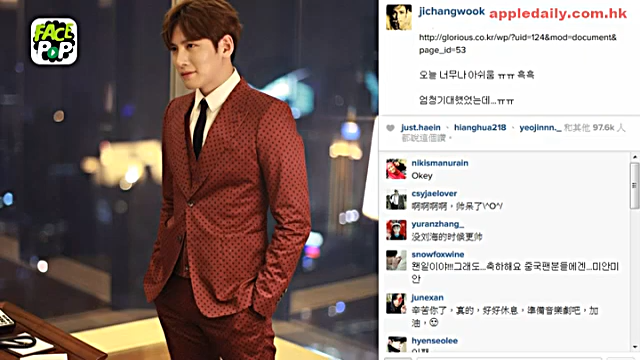 FACE
POP
jichangwook
appledaily.com.hk
http://glorious.co.kr/wp/?uid=124&mod=document&
page_id=53
오늘 너무나 아쉬움 ㅠㅠ 흑흑
엄청기대했었는데...ㅠㅠ
just.haein ﹑ hianghua218 ﹑ yeojinnn._ 和其他 97.6k 人
都說這個讚。
nikismanurain
Okey
csyjaelover
啊啊啊啊，帅呆了\^O^/
yuranzhang_
没刘海的时候更帅
snowfoxwine
웬일이야!!!그래도...축하해요 중국팬분들에겐...미안미
안
junexan
辛苦你了，真的，好好休息，準備音樂劇吧，加
油，😍
hyenseolee